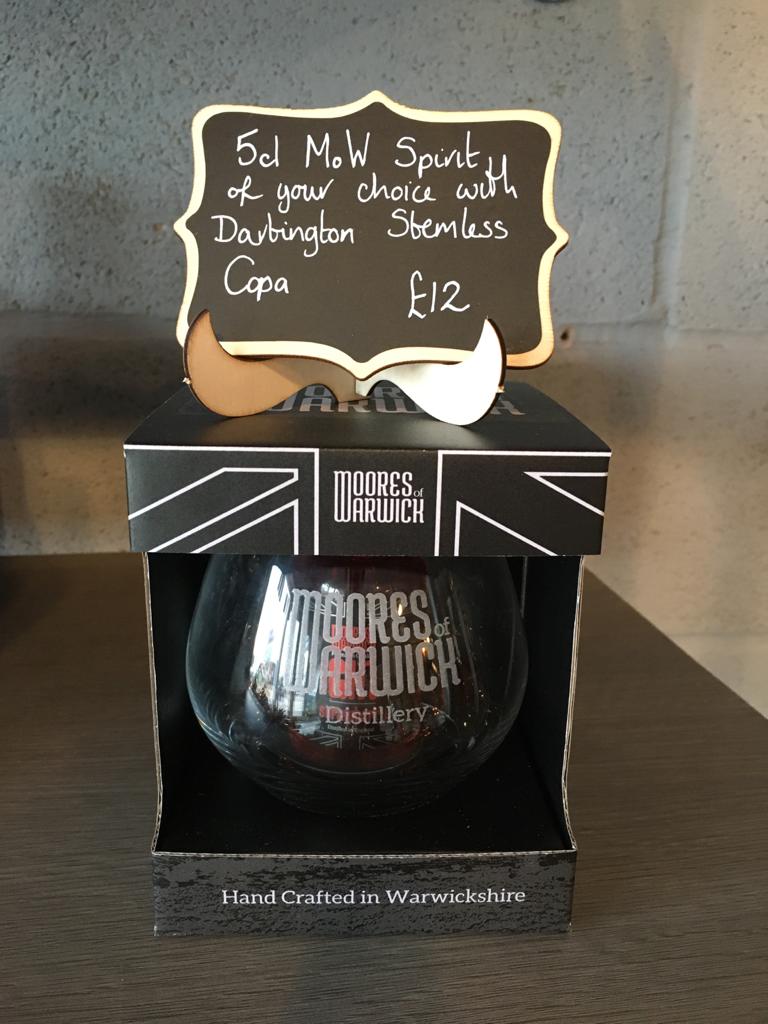 5cl MoW Spirit
of your choice with
Dartington Stemless
Copa £12
WARWICK
MOORES of
WARWICK
MOORES of
WARWICK
Distillery
Hand Crafted in Warwickshire